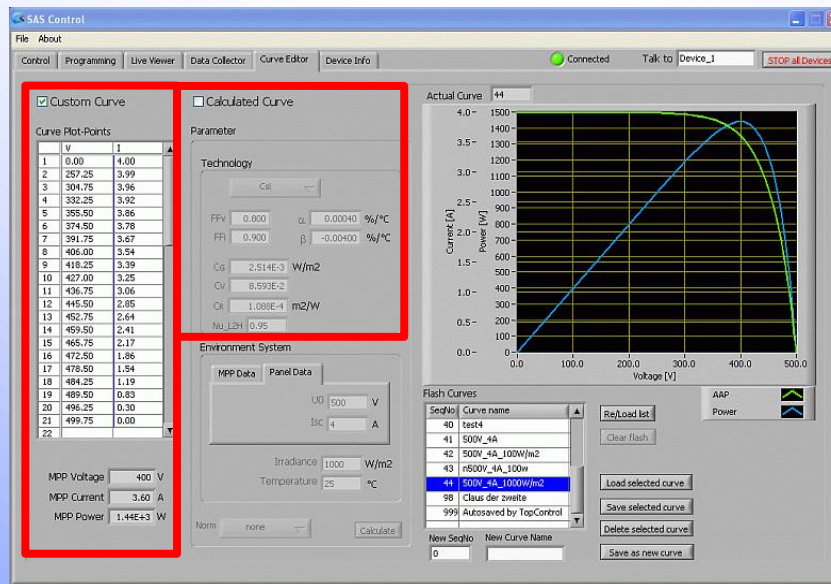 SAS Control
File About
Control Programming Live Viewer Data Collector Curve Editor Device Info Connected Talk to Device_1 STOP all Devices
Custom Curve
Curve Plot-Points
V I
1 0.00 4.00
2 257.25 3.99
3 304.75 3.96
4 332.25 3.92
5 355.50 3.86
6 374.50 3.78
7 391.75 3.67
8 406.00 3.54
9 418.25 3.39
10 427.00 3.25
11 436.75 3.06
12 445.50 2.85
13 452.75 2.64
14 459.50 2.41
15 465.75 2.17
16 472.50 1.86
17 478.50 1.54
18 484.25 1.19
19 489.50 0.83
20 496.25 0.30
21 499.75 0.00
22
MPP Voltage 400 V
MPP Current 3.60 A
MPP Power 1.44E+3 W
Calculated Curve
Parameter
Technology
Csi
FFv 0.800 α 0.00040 %/°C
FFi 0.900 β -0.00400 %/°C
CG 2.514E-3 W/m2
Cv 8.593E-2
CR 1.088E-4 m2/W
Nu_L2H 0.95
Environment System
MPP Data Panel Data
U0 500 V
Isc 4 A
Irradiance 1000 W/m2
Temperature 25 °C
Norm none Calculate
Actual Curve 44
Current [A]
4.0-
3.5-
3.0-
2.5-
2.0-
1.5-
1.0-
0.5-
0.0-
Power [W]
1500
1400
1300
1200
1100
1000
900
800
700
600
500
400
300
200
100
0
0.0 100.0 200.0 300.0 400.0 500.0
Voltage [V]
AAP
Power
Flash Curves
SeqNo Curve name
40 test4
41 500V_4A
42 500V_4A_100W/m2
43 n500V_4A_100w
44 500V_4A_1000W/m2
98 Claus der zweite
999 Autosaved by TopControl
New SeqNo New Curve Name
0
Re/Load list
Clear flash
Load selected curve
Save selected curve
Delete selected curve
Save as new curve